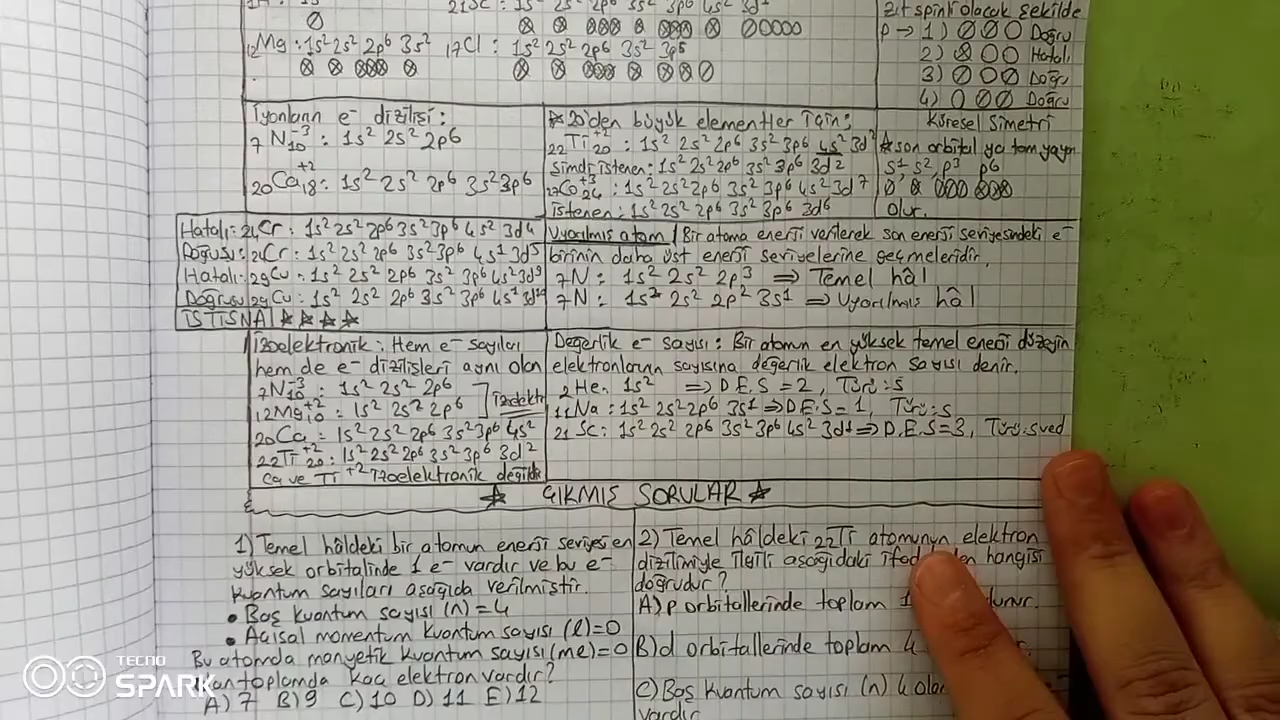 21Sc: 1s² 2s² 2p⁶ 3s² 3p⁶ 4s² 3d¹
12Mg: 1s² 2s² 2p⁶ 3s²
17Cl: 1s² 2s² 2p⁶ 3s² 3p⁵
zıt spinli olacak şekilde
p → 1) Doğru
2) Hatalı
3) Doğru
4) Doğru
İyonların e⁻ dizilişi:
7N10⁻³: 1s² 2s² 2p⁶
20Ca18⁺²: 1s² 2s² 2p⁶ 3s² 3p⁶
★ 20'den büyük elementler için:
22Ti20⁺²: 1s² 2s² 2p⁶ 3s² 3p⁶ 4s² 3d²
Şimdi istenen: 1s² 2s² 2p⁶ 3s² 3p⁶ 3d²
27Co24⁺³: 1s² 2s² 2p⁶ 3s² 3p⁶ 4s² 3d⁷
İstenen: 1s² 2s² 2p⁶ 3s² 3p⁶ 3d⁶
Küresel Simetri
★ son orbital ya tam ya yarı
s¹ s², p³ p⁶
olur.
Hatalı: 24Cr: 1s² 2s² 2p⁶ 3s² 3p⁶ 4s² 3d⁴
Doğrusu: 24Cr: 1s² 2s² 2p⁶ 3s² 3p⁶ 4s¹ 3d⁵
Hatalı: 29Cu: 1s² 2s² 2p⁶ 3s² 3p⁶ 4s² 3d⁹
Doğrusu 29Cu: 1s² 2s² 2p⁶ 3s² 3p⁶ 4s¹ 3d¹⁰
İSTİSNA! ★ ★ ★ ★
Uyarılmış atom / Bir atoma enerji verilerek son enerji seviyesindeki e⁻
birinin daha üst enerji seviyelerine geçmeleridir.
7N: 1s² 2s² 2p³ ⇒ Temel hâl
7N: 1s² 2s² 2p² 3s¹ ⇒ Uyarılmış hâl
İzoelektronik: Hem e⁻ sayıları
hem de e⁻ dizilişleri aynı olan
7N10⁻³: 1s² 2s² 2p⁶
12Mg10⁺²: 1s² 2s² 2p⁶
20Ca: 1s² 2s² 2p⁶ 3s² 3p⁶ 4s²
22Ti20⁺²: 1s² 2s² 2p⁶ 3s² 3p⁶ 3d²
Ca ve Ti⁺² izoelektronik değildir
Değerlik e⁻ sayısı: Bir atomun en yüksek temel enerji düzeyin
elektronlarının sayısına değerlik elektron sayısı denir.
2He: 1s² ⇒ D.E.S = 2, Türü: s
11Na: 1s² 2s² 2p⁶ 3s¹ ⇒ D.E.S = 1, Türü: s
21Sc: 1s² 2s² 2p⁶ 3s² 3p⁶ 4s² 3d¹ ⇒ D.E.S = 3, Türü: s ve d
★ ÇIKMIŞ SORULAR ★
1) Temel hâldeki bir atomun enerji seviyesi en
yüksek orbitalinde 1 e⁻ vardır ve bu e⁻
kuantum sayıları aşağıda verilmiştir.
• Baş kuantum sayısı (n) = 4
• Açısal momentum kuantum sayısı (ℓ) = 0
Bu atomda manyetik kuantum sayısı (mℓ) = 0
toplamda kaç elektron vardır?
A) 7 B) 9 C) 10 D) 11 E) 12
2) Temel hâldeki 22Ti atomunun elektron
dizilimiyle ilgili aşağıdaki hangisi
doğrudur?
A) p orbitallerinde toplam
B) d orbitallerinde toplam 4
C) Baş kuantum sayısı (n) 4 olan
vardır
TECNO
SPARK